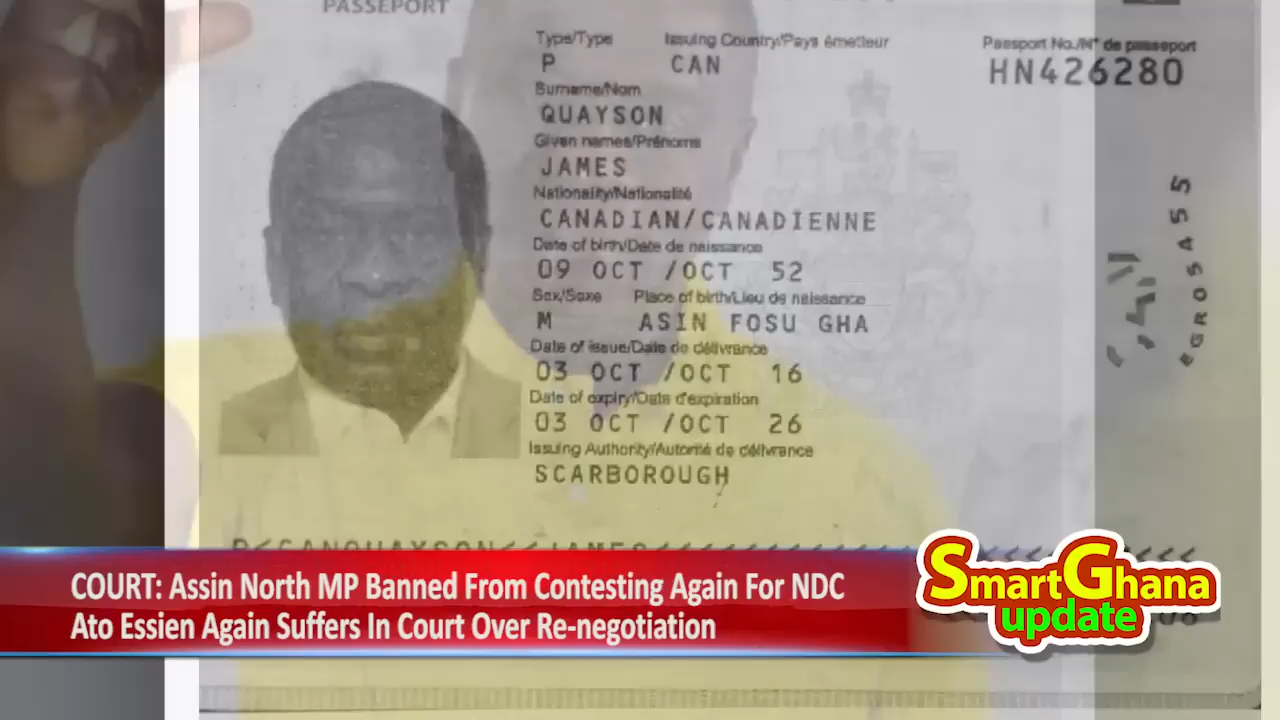 PASSEPORT
Type/Type Issuing Country/Pays émetteur Passport No./N° de passeport
P CAN HN426280
Surname/Nom
QUAYSON
Given names/Prénoms
JAMES
Nationality/Nationalité
CANADIAN/CANADIENNE
Date of birth/Date de naissance
09 OCT /OCT 52
Sex/Sexe Place of birth/Lieu de naissance
M ASIN FOSU GHA
Date of issue/Date de délivrance
03 OCT /OCT 16
Date of expiry/Date d'expiration
03 OCT /OCT 26
Issuing Authority/Autorité de délivrance
SCARBOROUGH
P<CANQUAYSON<<JAMES<<<<<<<<<<
COURT: Assin North MP Banned From Contesting Again For NDC
Ato Essien Again Suffers In Court Over Re-negotiation
SmartGhana
update